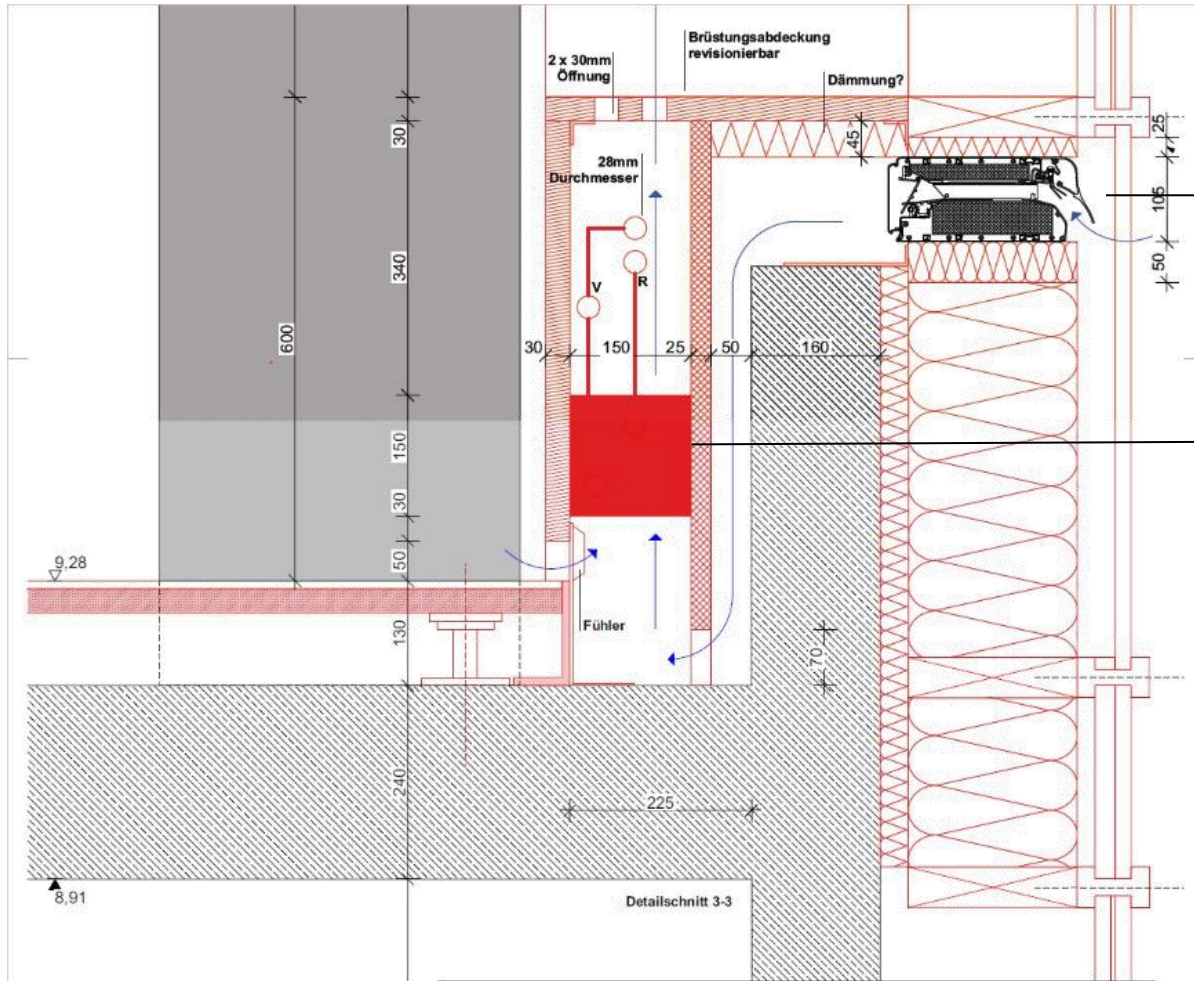 Brüstungsabdeckung
revisionierbar
2 x 30mm
Öffnung
Dämmung?
30
45
25
28mm
Durchmesser
105
50
340
600
V
R
30
150
25
50
160
150
30
50
9,28
Fühler
130
70
240
225
8,91
Detailschnitt 3-3